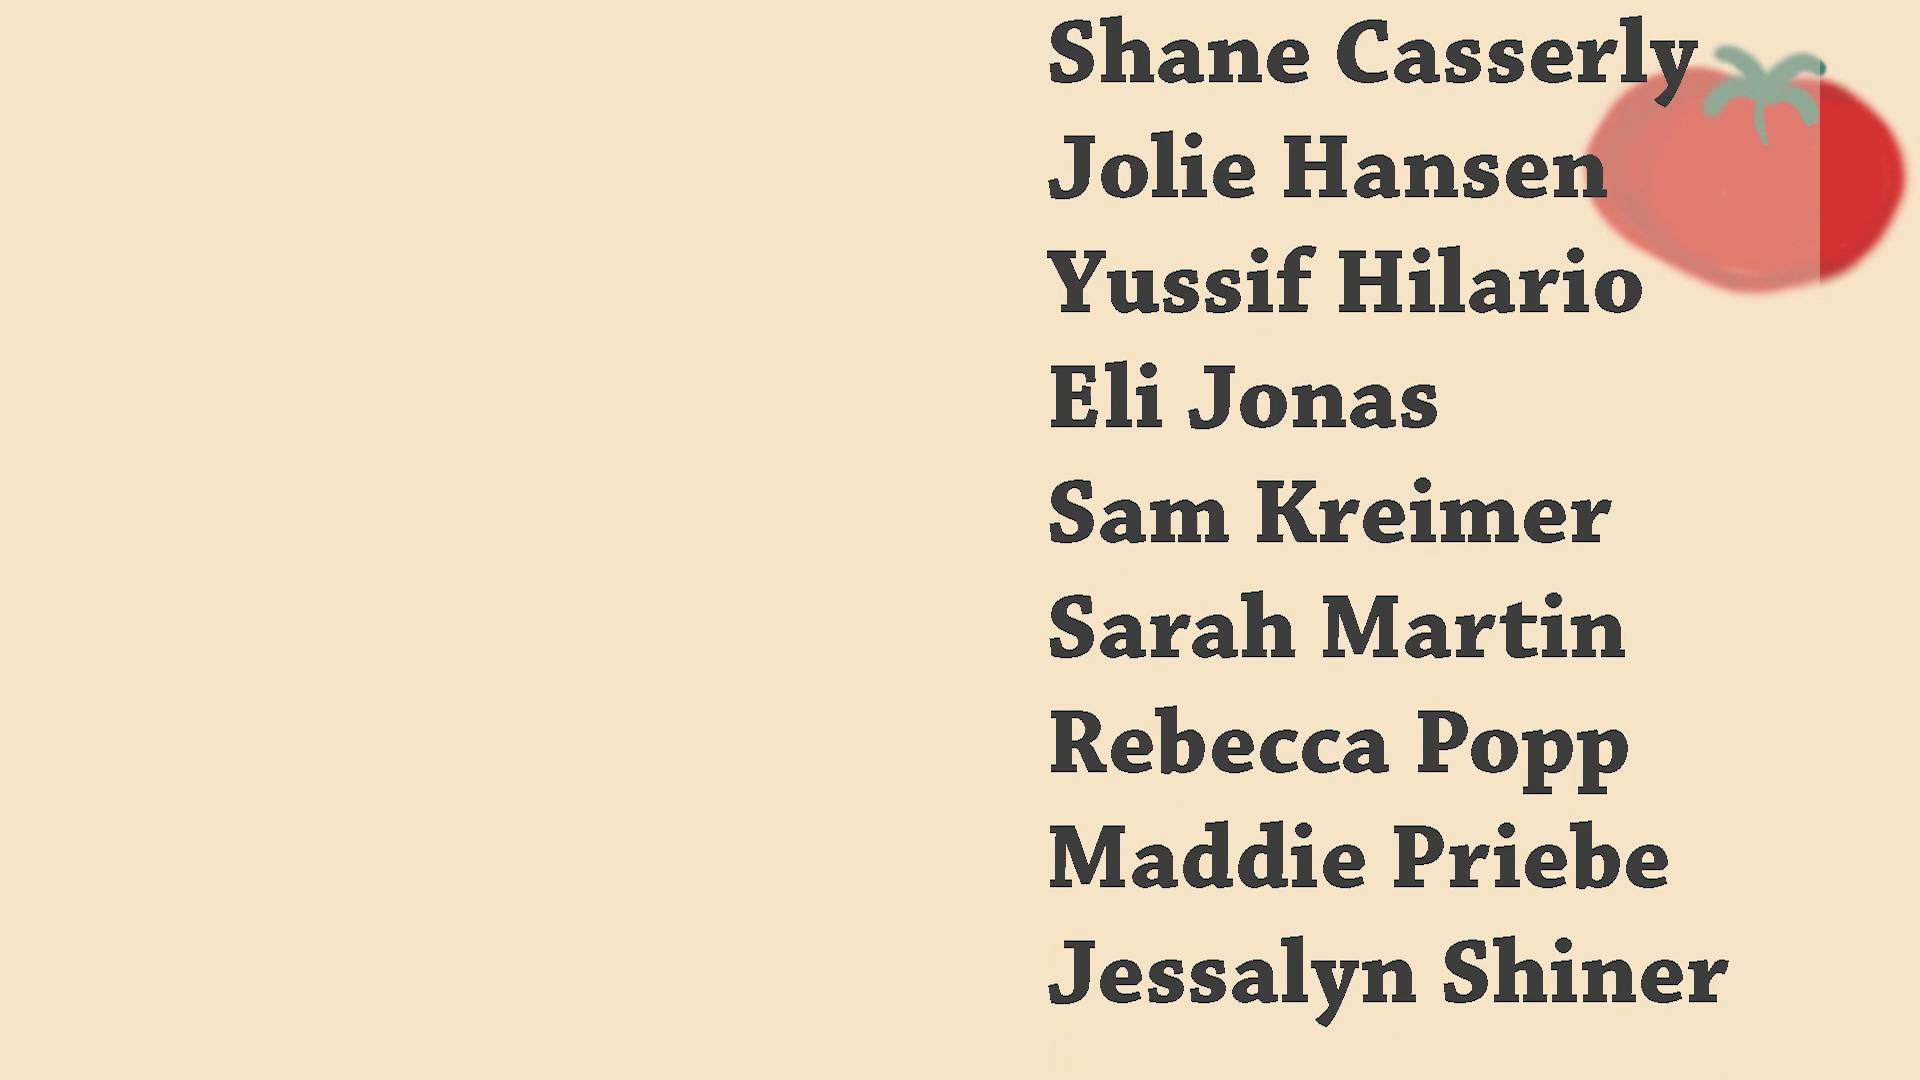 Shane Casserly
Jolie Hansen
Yussif Hilario
Eli Jonas
Sam Kreimer
Sarah Martin
Rebecca Popp
Maddie Priebe
Jessalyn Shiner